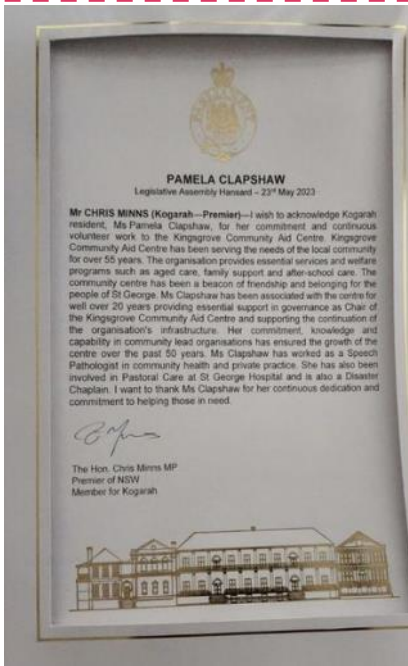 PAMELA CLAPSHAW
Legislative Assembly Hansard – 23rd May 2023
Mr CHRIS MINNS (Kogarah—Premier)—I wish to acknowledge Kogarah
resident, Ms Pamela Clapshaw, for her commitment and continuous
volunteer work to the Kingsgrove Community Aid Centre. Kingsgrove
Community Aid Centre has been serving the needs of the local community
for over 55 years. The organisation provides essential services and welfare
programs such as aged care, family support and after-school care. The
community centre has been a beacon of friendship and belonging for the
people of St George. Ms Clapshaw has been associated with the centre for
well over 20 years providing essential support in governance as Chair of
the Kingsgrove Community Aid Centre and supporting the continuation of
the organisation's infrastructure. Her commitment, knowledge and
capability in community lead organisations has ensured the growth of the
centre over the past 50 years. Ms Clapshaw has worked as a Speech
Pathologist in community health and private practice. She has also been
involved in Pastoral Care at St George Hospital and is also a Disaster
Chaplain. I want to thank Ms Clapshaw for her continuous dedication and
commitment to helping those in need.
The Hon. Chris Minns MP
Premier of NSW
Member for Kogarah